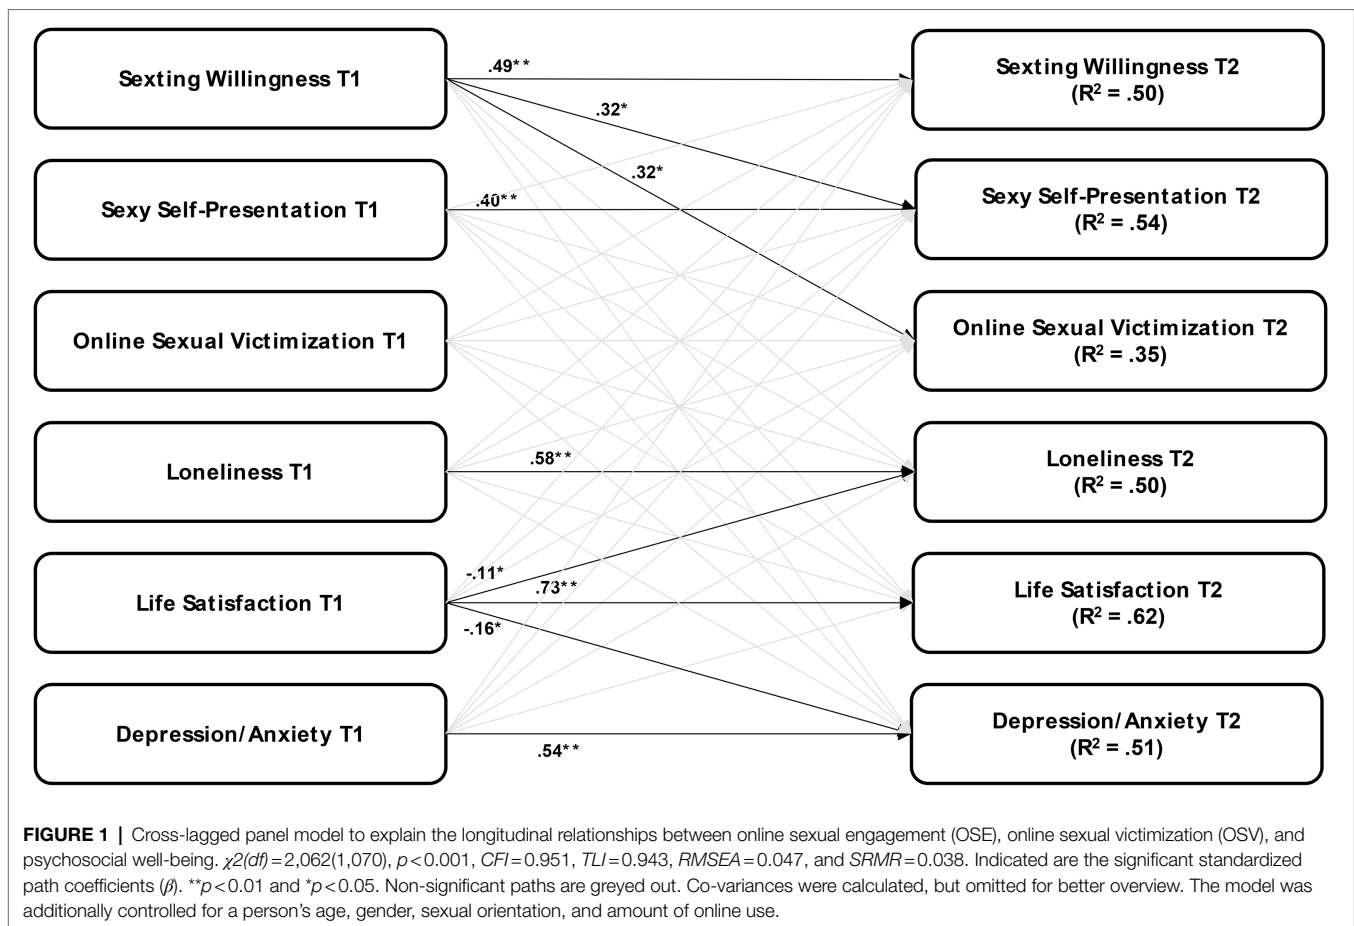 Sexting Willingness T1
.49**
Sexting Willingness T2
(R² = .50)
.32*
.32*
Sexy Self-Presentation T1
.40**
Sexy Self-Presentation T2
(R² = .54)
Online Sexual Victimization T1
Online Sexual Victimization T2
(R² = .35)
Loneliness T1
.58**
Loneliness T2
(R² = .50)
Life Satisfaction T1
-.11*
.73**
-.16*
Life Satisfaction T2
(R² = .62)
Depression/Anxiety T1
.54**
Depression/Anxiety T2
(R² = .51)
FIGURE 1 | Cross-lagged panel model to explain the longitudinal relationships between online sexual engagement (OSE), online sexual victimization (OSV), and
psychosocial well-being. χ2(df)=2,062(1,070), p<0.001, CFI=0.951, TLI=0.943, RMSEA=0.047, and SRMR=0.038. Indicated are the significant standardized
path coefficients (β). **p<0.01 and *p<0.05. Non-significant paths are greyed out. Co-variances were calculated, but omitted for better overview. The model was
additionally controlled for a person's age, gender, sexual orientation, and amount of online use.